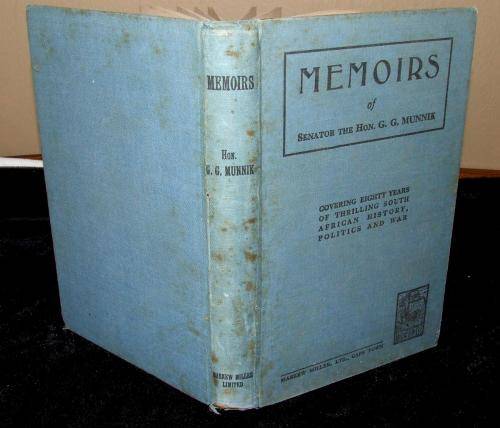 MEMOIRS
HON.
G. G. MUNNIK
MASKEW MILLER
LIMITED
MEMOIRS
of
SENATOR THE HON. G. G. MUNNIK
COVERING EIGHTY YEARS
OF THRILLING SOUTH
AFRICAN HISTORY,
POLITICS AND WAR
MASKEW MILLER, LTD., CAPE TOWN